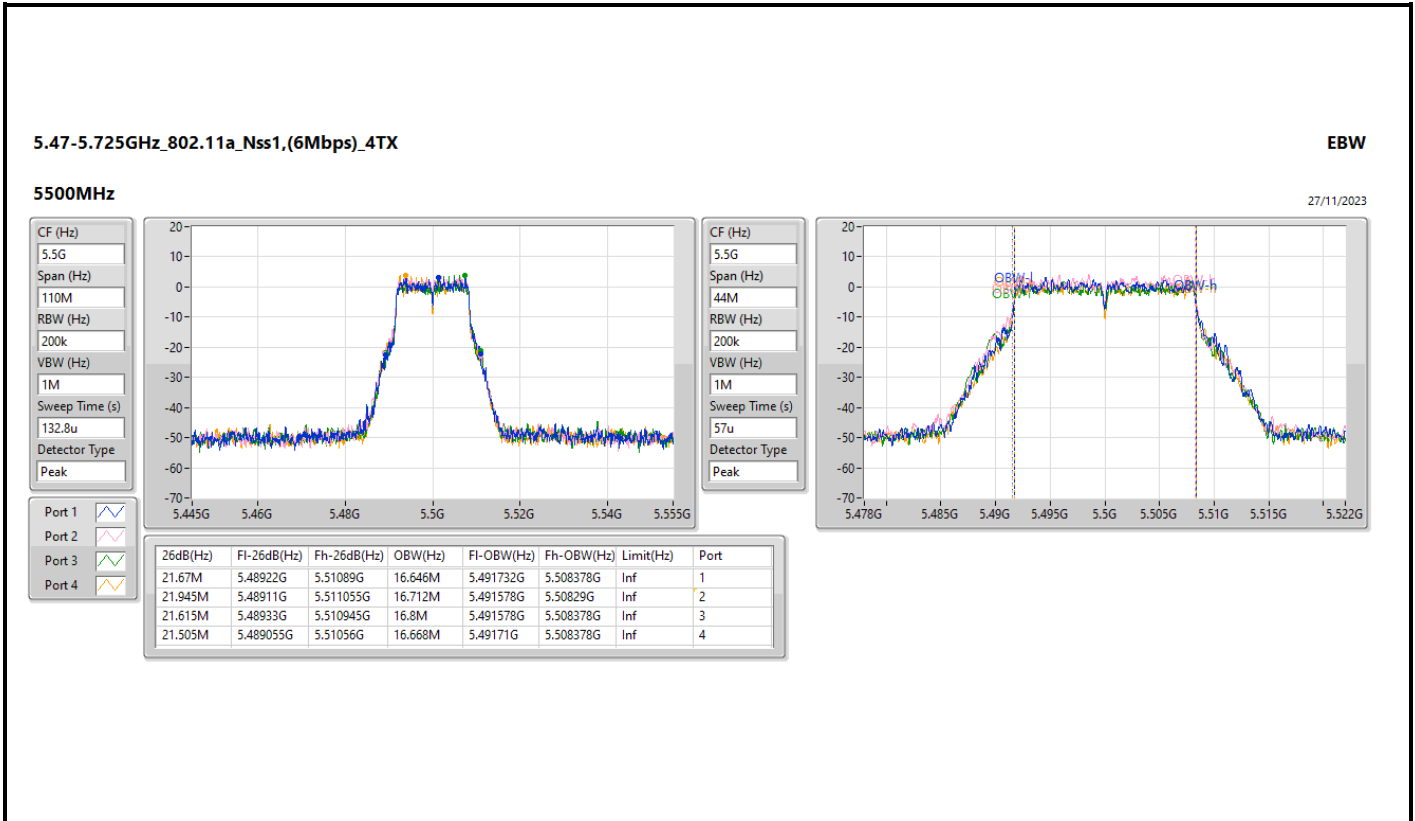 5.47-5.725GHz_802.11a_Nss1,(6Mbps)_4TX
EBW
5500MHz
27/11/2023
CF (Hz)
5.5G
Span (Hz)
110M
RBW (Hz)
200k
VBW (Hz)
1M
Sweep Time (s)
132.8u
Detector Type
Peak
Port 1
Port 2
Port 3
Port 4
20
10
0
-10
-20
-30
-40
-50
-60
-70
5.445G 5.46G 5.48G 5.5G 5.52G 5.54G 5.555G
CF (Hz)
5.5G
Span (Hz)
44M
RBW (Hz)
200k
VBW (Hz)
1M
Sweep Time (s)
57u
Detector Type
Peak
20
10
0
-10
-20
-30
-40
-50
-60
-70
OBW-l
OBW-h
5.478G 5.485G 5.49G 5.495G 5.5G 5.505G 5.51G 5.515G 5.522G
26dB(Hz) Fl-26dB(Hz) Fh-26dB(Hz) OBW(Hz) Fl-OBW(Hz) Fh-OBW(Hz) Limit(Hz) Port
21.67M 5.48922G 5.51089G 16.646M 5.491732G 5.508378G Inf 1
21.945M 5.48911G 5.511055G 16.712M 5.491578G 5.50829G Inf 2
21.615M 5.48933G 5.510945G 16.8M 5.491578G 5.508378G Inf 3
21.505M 5.489055G 5.51056G 16.668M 5.49171G 5.508378G Inf 4